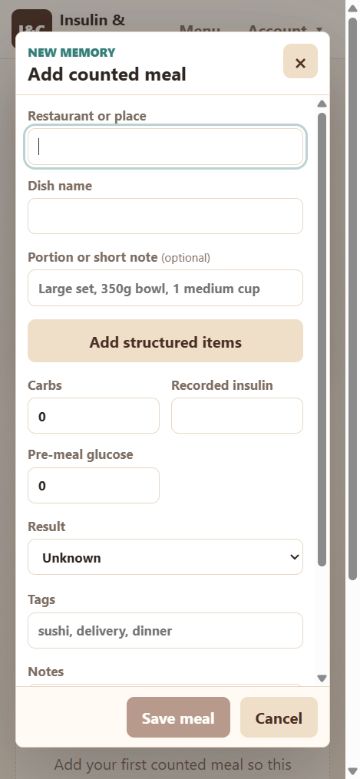 J&C
Insulin &
Menu
Account
NEW MEMORY
Add counted meal
×
Restaurant or place
Dish name
Portion or short note (optional)
Large set, 350g bowl, 1 medium cup
Add structured items
Carbs
Recorded insulin
0
Pre-meal glucose
0
Result
Unknown
Tags
sushi, delivery, dinner
Notes
Save meal
Cancel
Add your first counted meal so this